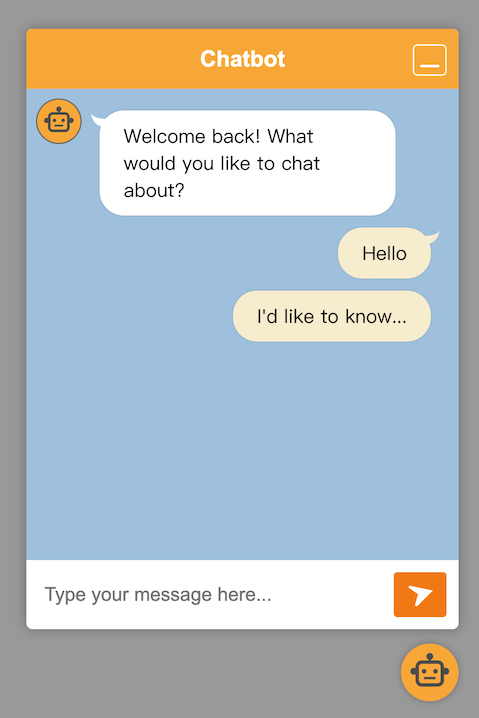 Chatbot
Welcome back! What
would you like to chat
about?
Hello
I'd like to know...
Type your message here...